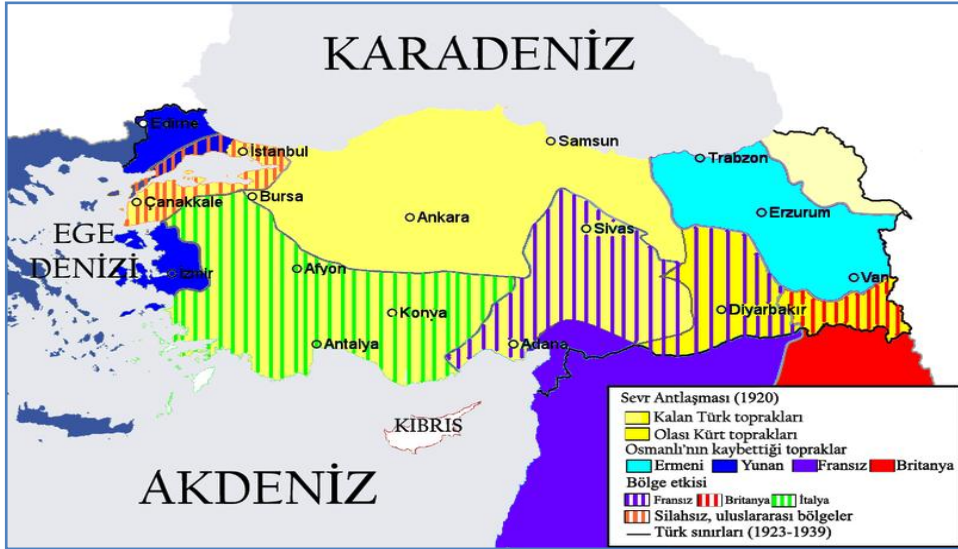 KARADENİZ
Edirne
İstanbul
Samsun
Trabzon
Çanakkale
Bursa
Ankara
Sivas
Erzurum
EGE
DENİZİ
İzmir
Afyon
Van
Konya
Diyarbakır
Antalya
Adana
KIBRIS
AKDENİZ
Sevr Antlaşması (1920)
Kalan Türk toprakları
Olası Kürt toprakları
Osmanlı'nın kaybettiği topraklar
Ermeni Yunan Fransız Britanya
Bölge etkisi
Fransız Britanya İtalya
Silahsız, uluslararası bölgeler
Türk sınırları (1923-1939)